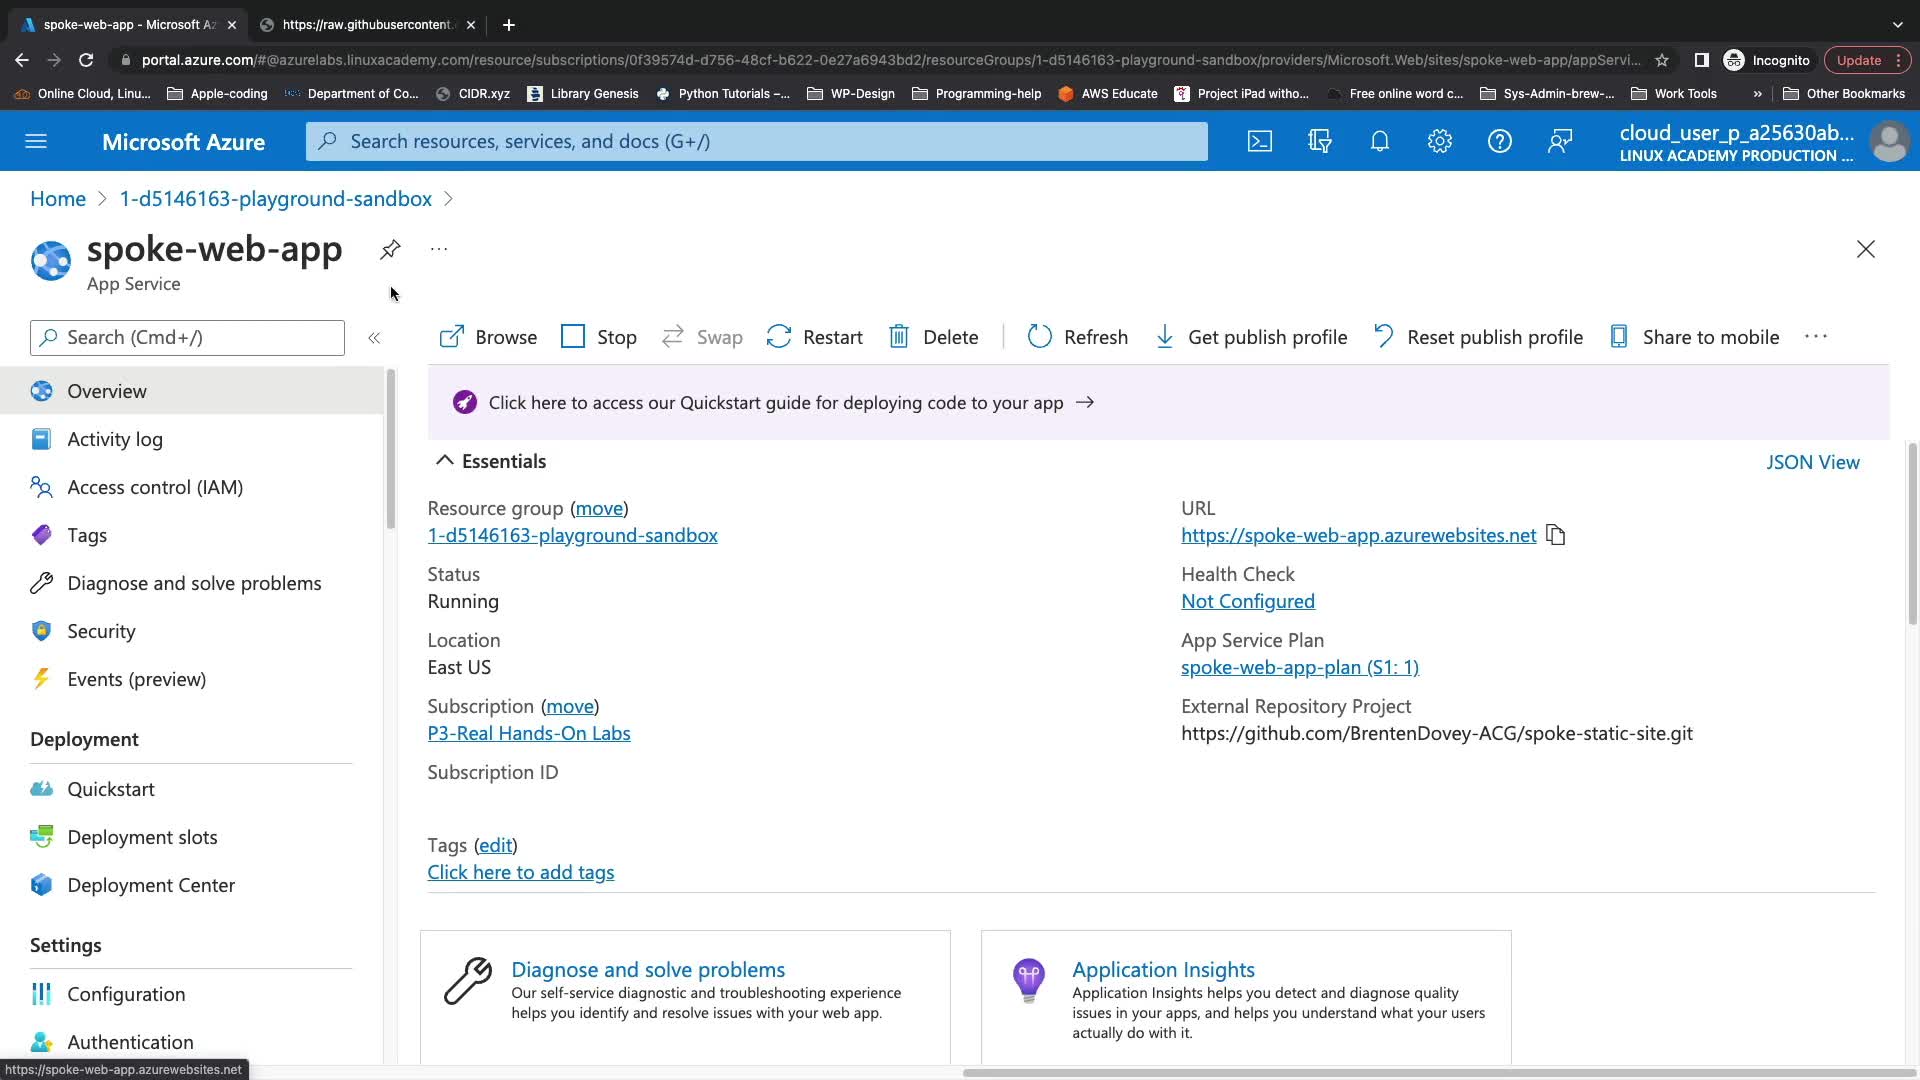 spoke-web-app - Microsoft Az
https://raw.githubusercontent.
portal.azure.com/#@azurelabs.linuxacademy.com/resource/subscriptions/0f39574d-d756-48cf-b622-0e27a6943bd2/resourceGroups/1-d5146163-playground-sandbox/providers/Microsoft.Web/sites/spoke-web-app/appServi...
Incognito
Update
Online Cloud, Linu...
Apple-coding
Department of Co...
CIDR.xyz
Library Genesis
Python Tutorials –...
WP-Design
Programming-help
AWS Educate
Project iPad witho...
Free online word c...
Sys-Admin-brew-...
Work Tools
»
Other Bookmarks
Microsoft Azure
Search resources, services, and docs (G+/)
cloud_user_p_a25630ab...
LINUX ACADEMY PRODUCTION ...
Home > 1-d5146163-playground-sandbox >
spoke-web-app
...
App Service
Search (Cmd+/)
«
Browse
Stop
Swap
Restart
Delete
Refresh
Get publish profile
Reset publish profile
Share to mobile
...
Overview
Activity log
Access control (IAM)
Tags
Diagnose and solve problems
Security
Events (preview)
Deployment
Quickstart
Deployment slots
Deployment Center
Settings
Configuration
Authentication
Click here to access our Quickstart guide for deploying code to your app →
Essentials
JSON View
Resource group (move)
1-d5146163-playground-sandbox
Status
Running
Location
East US
Subscription (move)
P3-Real Hands-On Labs
Subscription ID
Tags (edit)
Click here to add tags
URL
https://spoke-web-app.azurewebsites.net
Health Check
Not Configured
App Service Plan
spoke-web-app-plan (S1: 1)
External Repository Project
https://github.com/BrentenDovey-ACG/spoke-static-site.git
Diagnose and solve problems
Our self-service diagnostic and troubleshooting experience
helps you identify and resolve issues with your web app.
Application Insights
Application Insights helps you detect and diagnose quality
issues in your apps, and helps you understand what your users
actually do with it.
https://spoke-web-app.azurewebsites.net